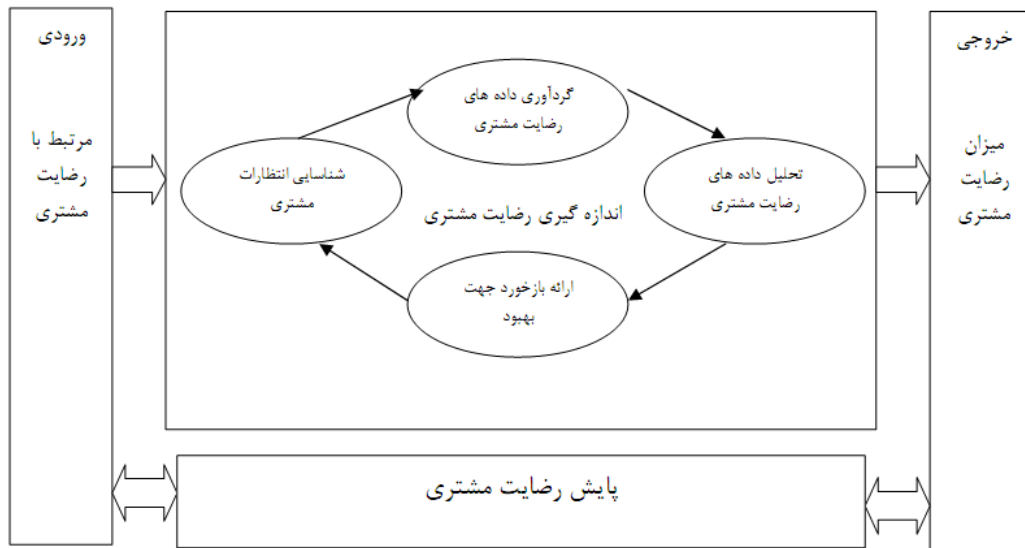 ورودی
مرتبط با
رضایت
مشتری
گردآوری داده های
رضایت مشتری
شناسایی انتظارات
مشتری
تحلیل داده های
رضایت مشتری
اندازه گیری رضایت مشتری
ارائه بازخورد جهت
بهبود
خروجی
میزان
رضایت
مشتری
پایش رضایت مشتری